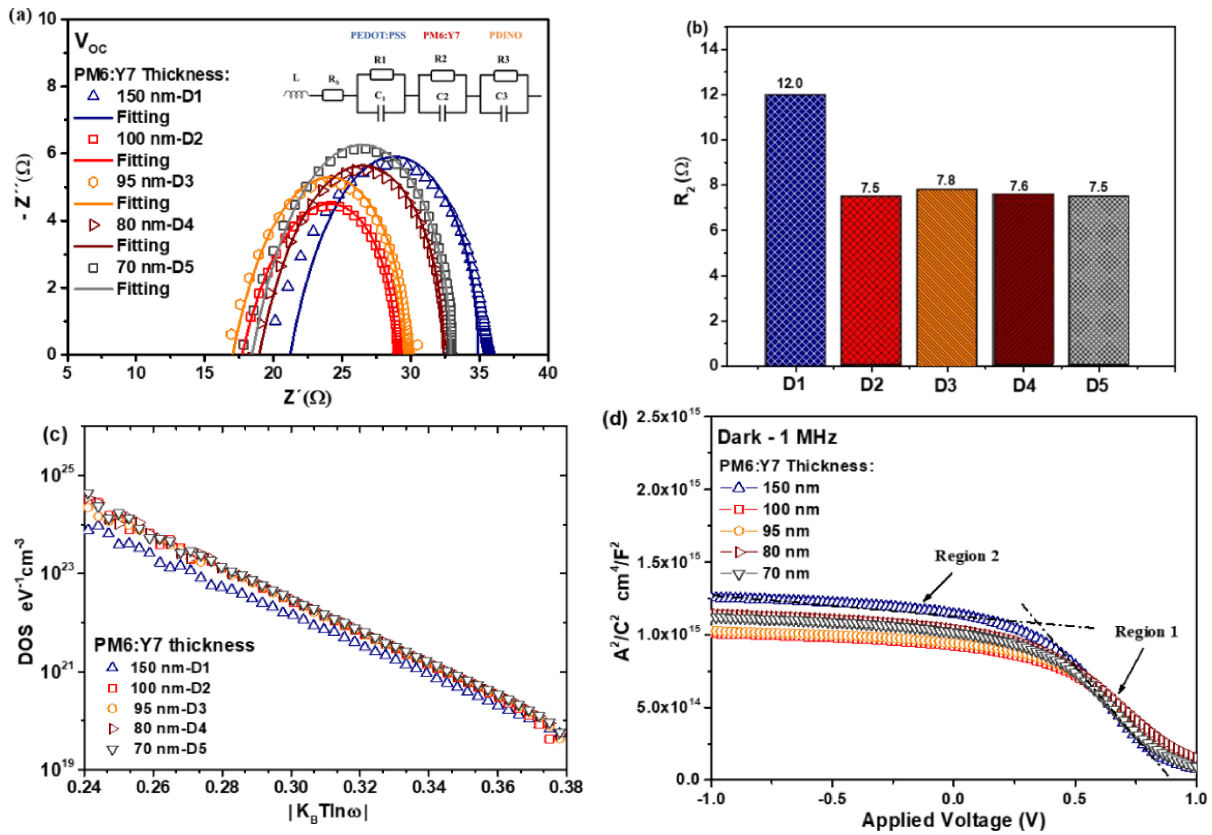 (a)
V_OC
PM6:Y7 Thickness:
150 nm-D1
Fitting
100 nm-D2
Fitting
95 nm-D3
Fitting
80 nm-D4
Fitting
70 nm-D5
Fitting
PEDOT:PSS PM6:Y7 PDINO
L R_s R1 R2 R3
C_1 C2 C3
- Z´´(Ω)
10
8
6
4
2
0
5 10 15 20 25 30 35 40
Z´(Ω)
(b)
R_2 (Ω)
14
12
10
8
6
4
2
0
12.0 7.5 7.8 7.6 7.5
D1 D2 D3 D4 D5
(c)
DOS eV^-1cm^-3
10^25
10^23
10^21
10^19
PM6:Y7 thickness
150 nm-D1
100 nm-D2
95 nm-D3
80 nm-D4
70 nm-D5
0.24 0.26 0.28 0.30 0.32 0.34 0.36 0.38
|K_BTlnω|
(d)
Dark - 1 MHz
PM6:Y7 Thickness:
150 nm
100 nm
95 nm
80 nm
70 nm
Region 2
Region 1
A^2/C^2 cm^4/F^2
2.5x10^15
2.0x10^15
1.5x10^15
1.0x10^15
5.0x10^14
0.0
-1.0 -0.5 0.0 0.5 1.0
Applied Voltage (V)